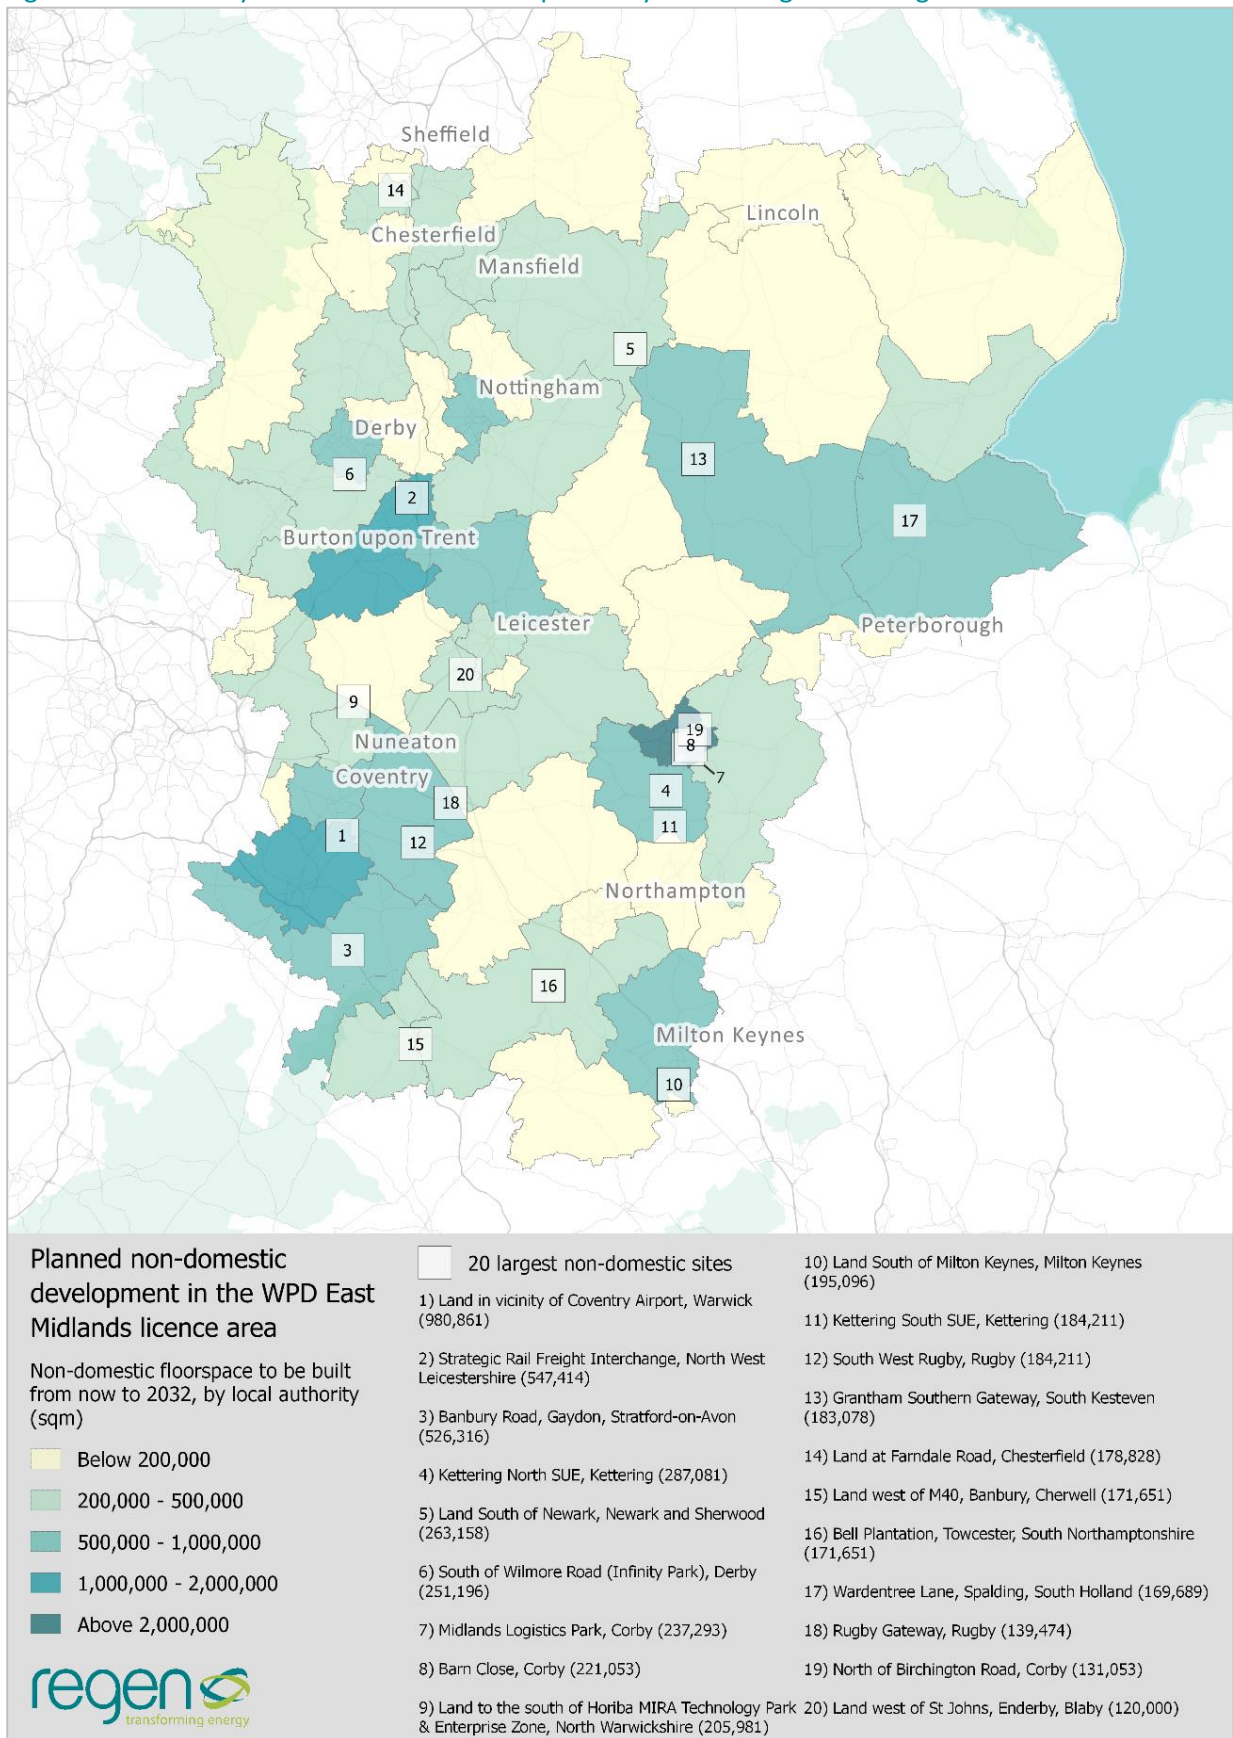 Sheffield
14
Lincoln
Chesterfield
Mansfield
5
Nottingham
Derby
13
6
2
17
Burton upon Trent
Leicester
Peterborough
20
9
19
Nuneaton
8
Coventry
7
4
18
11
1
12
Northampton
3
16
Milton Keynes
15
10
Planned non-domestic
development in the WPD East
Midlands licence area
Non-domestic floorspace to be built
from now to 2032, by local authority
(sqm)
Below 200,000
200,000 - 500,000
500,000 - 1,000,000
1,000,000 - 2,000,000
Above 2,000,000
regen
transforming energy
20 largest non-domestic sites
1) Land in vicinity of Coventry Airport, Warwick
(980,861)
2) Strategic Rail Freight Interchange, North West
Leicestershire (547,414)
3) Banbury Road, Gaydon, Stratford-on-Avon
(526,316)
4) Kettering North SUE, Kettering (287,081)
5) Land South of Newark, Newark and Sherwood
(263,158)
6) South of Wilmore Road (Infinity Park), Derby
(251,196)
7) Midlands Logistics Park, Corby (237,293)
8) Barn Close, Corby (221,053)
9) Land to the south of Horiba MIRA Technology Park
& Enterprise Zone, North Warwickshire (205,981)
10) Land South of Milton Keynes, Milton Keynes
(195,096)
11) Kettering South SUE, Kettering (184,211)
12) South West Rugby, Rugby (184,211)
13) Grantham Southern Gateway, South Kesteven
(183,078)
14) Land at Farndale Road, Chesterfield (178,828)
15) Land west of M40, Banbury, Cherwell (171,651)
16) Bell Plantation, Towcester, South Northamptonshire
(171,651)
17) Wardentree Lane, Spalding, South Holland (169,689)
18) Rugby Gateway, Rugby (139,474)
19) North of Birchington Road, Corby (131,053)
20) Land west of St Johns, Enderby, Blaby (120,000)